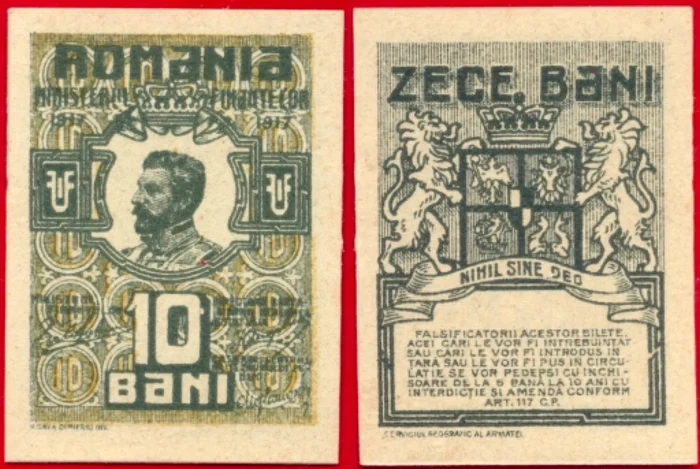 ROMANIA
MINISTERUL FINANTELOR
1917 1917
10
BANI
ZECE BANI
NIHIL SINE DEO
FALSIFICATORII ACESTOR BILETE,
ACEI CARI LE VOR FI INTREBUINTAT
SAU CARI LE VOR FI INTRODUS IN
TARA SAU LE VOR FI PUS IN CIRCU-
LATIE SE VOR PEDEPSI CU INCHI-
SOARE DE LA 5 PANA LA 10 ANI CU
INTERDICTIE SI AMENDA CONFORM
ART. 117 C.P.
SERVICIUL GEOGRAFIC AL ARMATEI